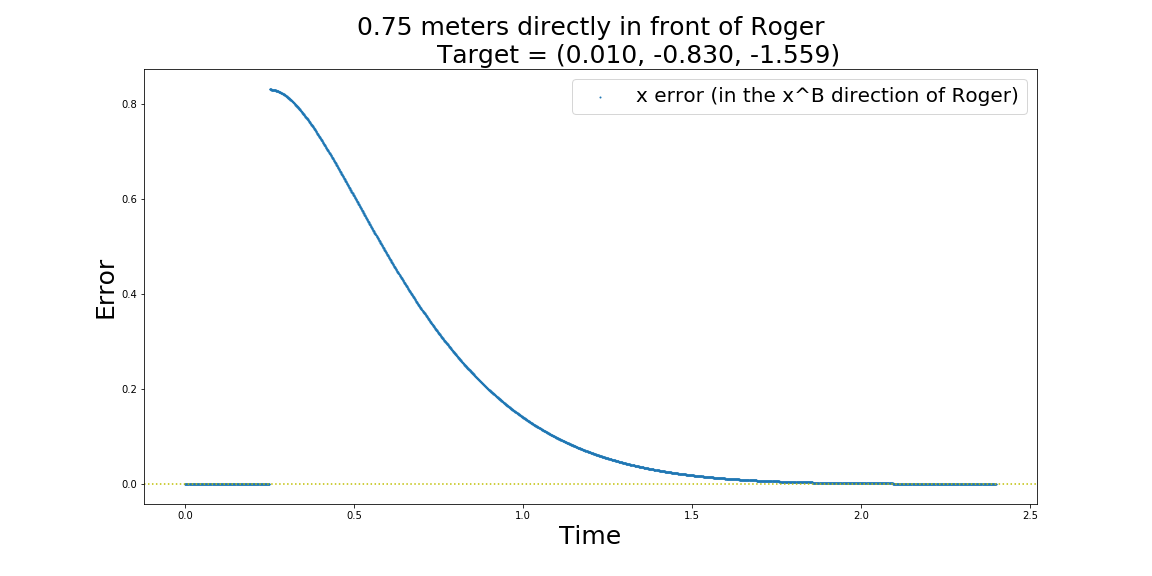 0.75 meters directly in front of Roger
Target = (0.010, -0.830, -1.559)
x error (in the x^B direction of Roger)
Error
0.8
0.6
0.4
0.2
0.0
0.0 0.5 1.0 1.5 2.0 2.5
Time